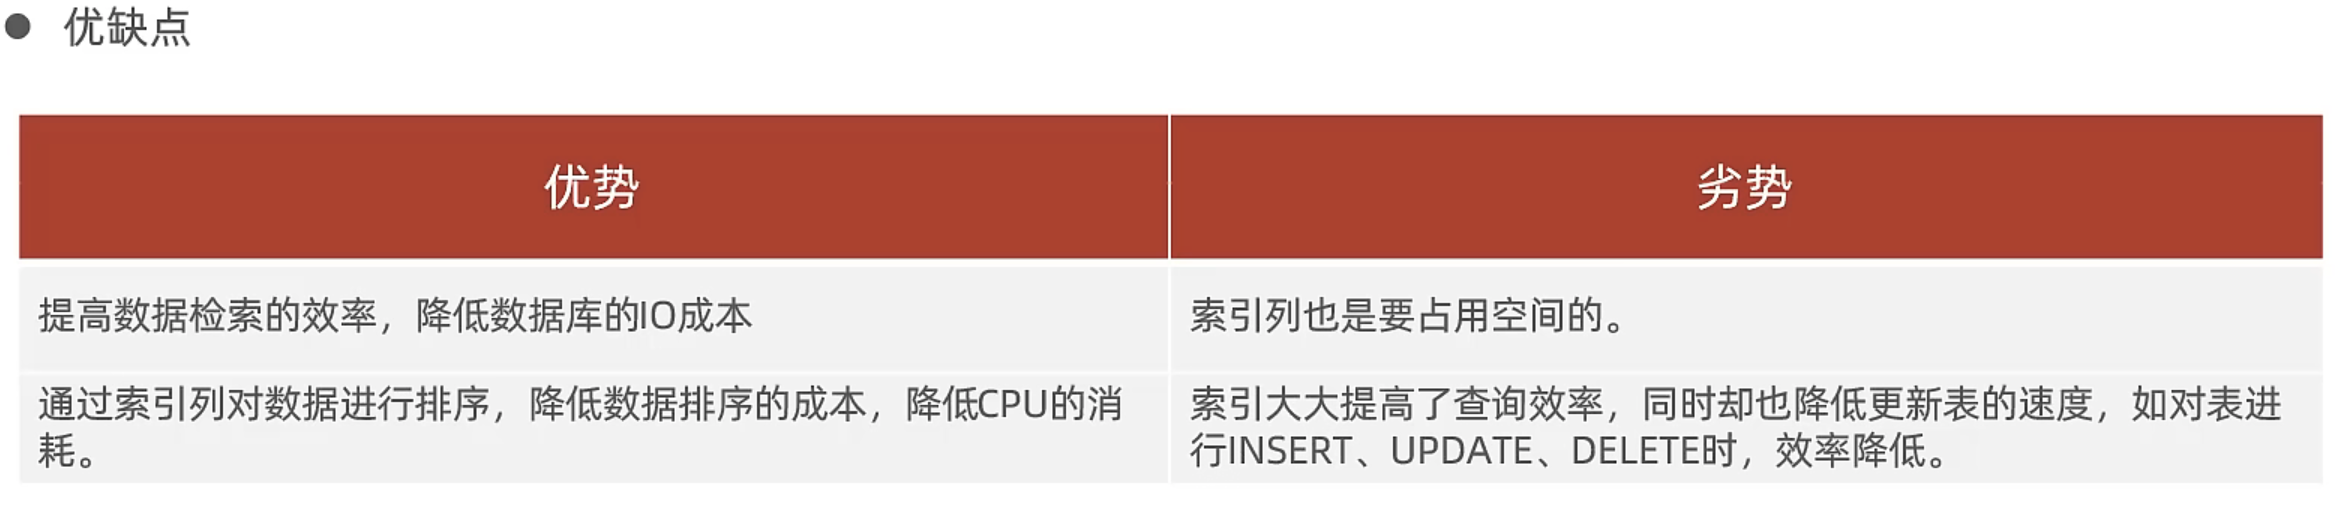 优缺点
优势
劣势
提高数据检索的效率，降低数据库的IO成本
索引列也是要占用空间的。
通过索引列对数据进行排序，降低数据排序的成本，降低CPU的消
耗。
索引大大提高了查询效率，同时却也降低更新表的速度，如对表进
行INSERT、UPDATE、DELETE时，效率降低。